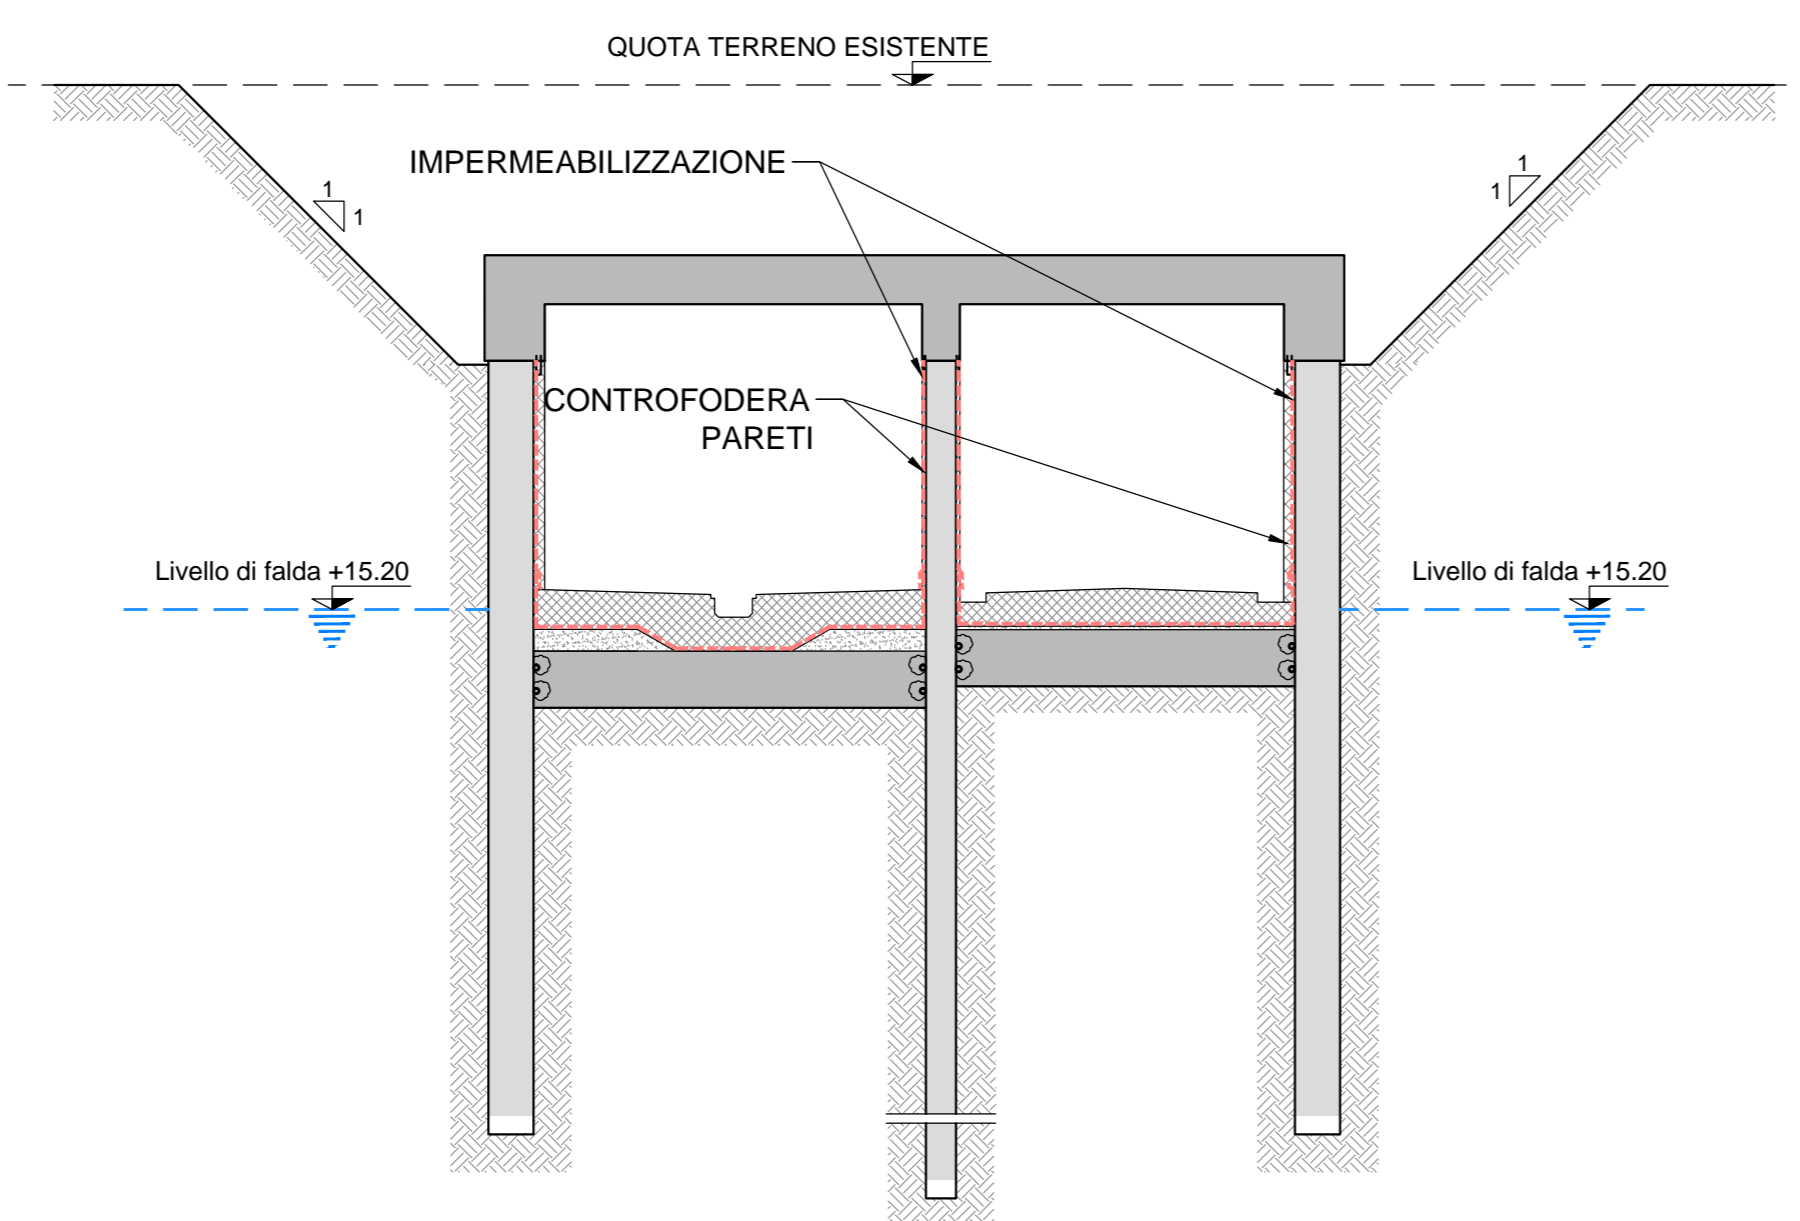 QUOTA TERRENO ESISTENTE
IMPERMEABILIZZAZIONE
1
1
1
1
CONTROFODERA
PARETI
Livello di falda +15.20
Livello di falda +15.20